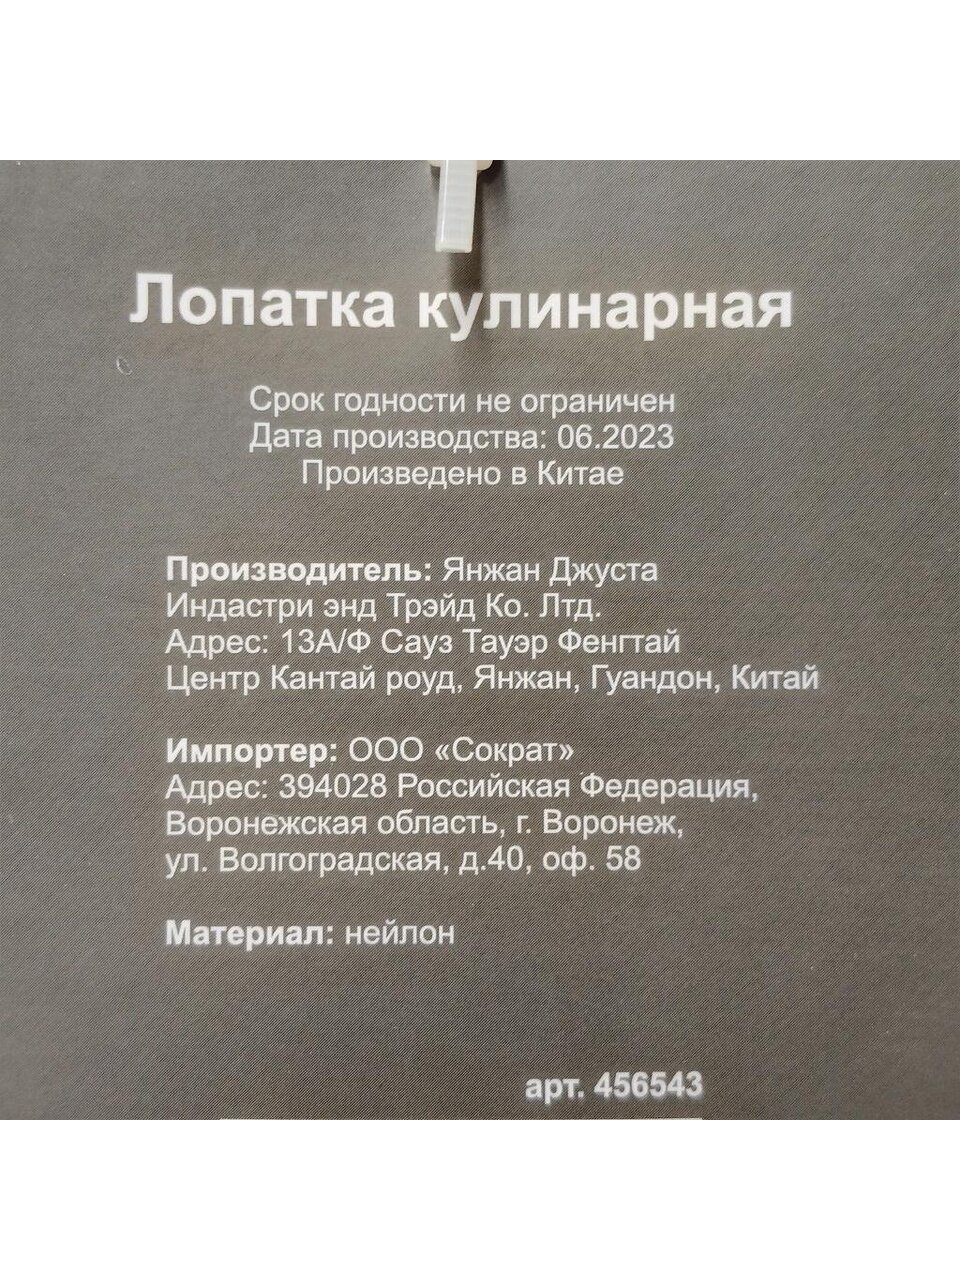 Лопатка кулинарная
Срок годности не ограничен
Дата производства: 06.2023
Произведено в Китае
Производитель: Янжан Джуста
Индастри энд Трэйд Ко. Лтд.
Адрес: 13А/Ф Сауз Тауэр Фенгтай
Центр Кантай роуд, Янжан, Гуандон, Китай
Импортер: ООО «Сократ»
Адрес: 394028 Российская Федерация,
Воронежская область, г. Воронеж,
ул. Волгоградская, д.40, оф. 58
Материал: нейлон
арт. 456543